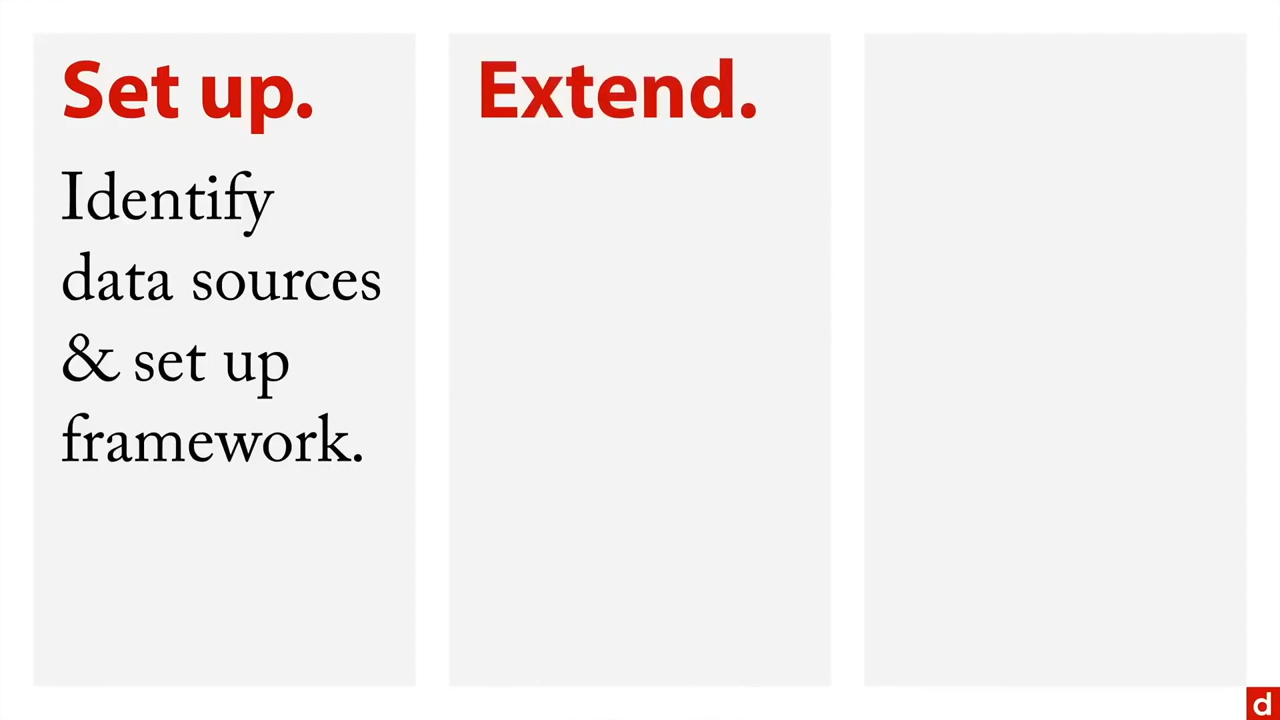 Set up.
Identify
data sources
& set up
framework.
Extend.
d